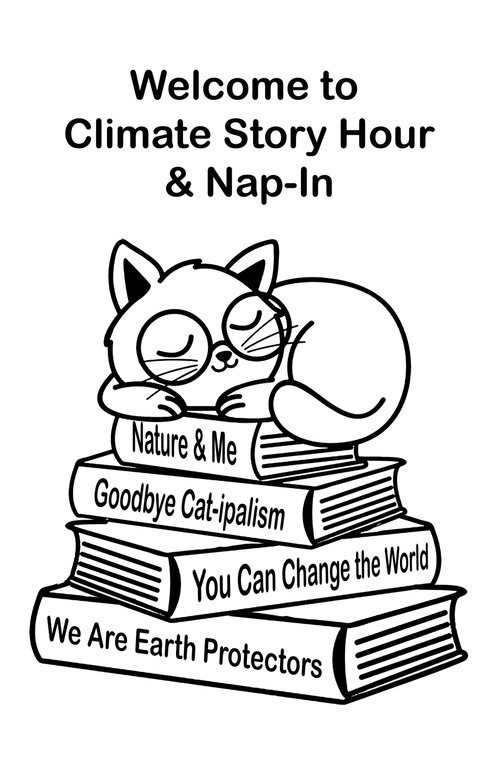 Welcome to
Climate Story Hour
& Nap-In
Nature & Me
Goodbye Cat-ipalism
You Can Change the World
We Are Earth Protectors